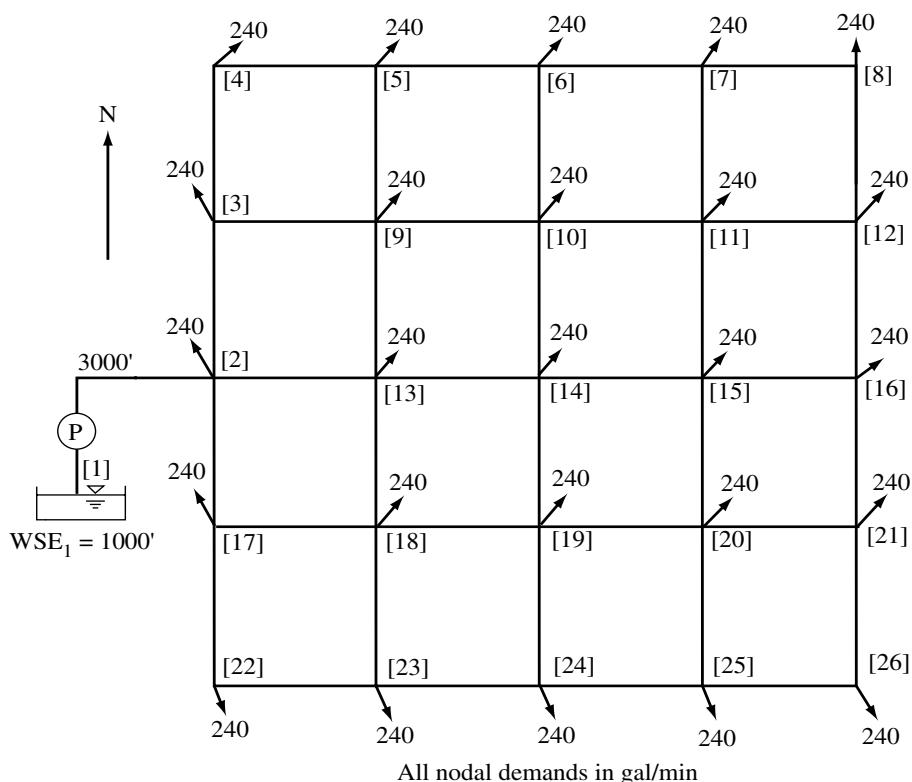 240 240 240 240 240
[4] [5] [6] [7] [8]
N
240 240 240 240 240
[3] [9] [10] [11] [12]
240 240 240 240 240
3000' [2] [13] [14] [15] [16]
P
[1]
WSE1 = 1000'
240 240 240 240 240
[17] [18] [19] [20] [21]
[22] [23] [24] [25] [26]
240 240 240 240 240
All nodal demands in gal/min